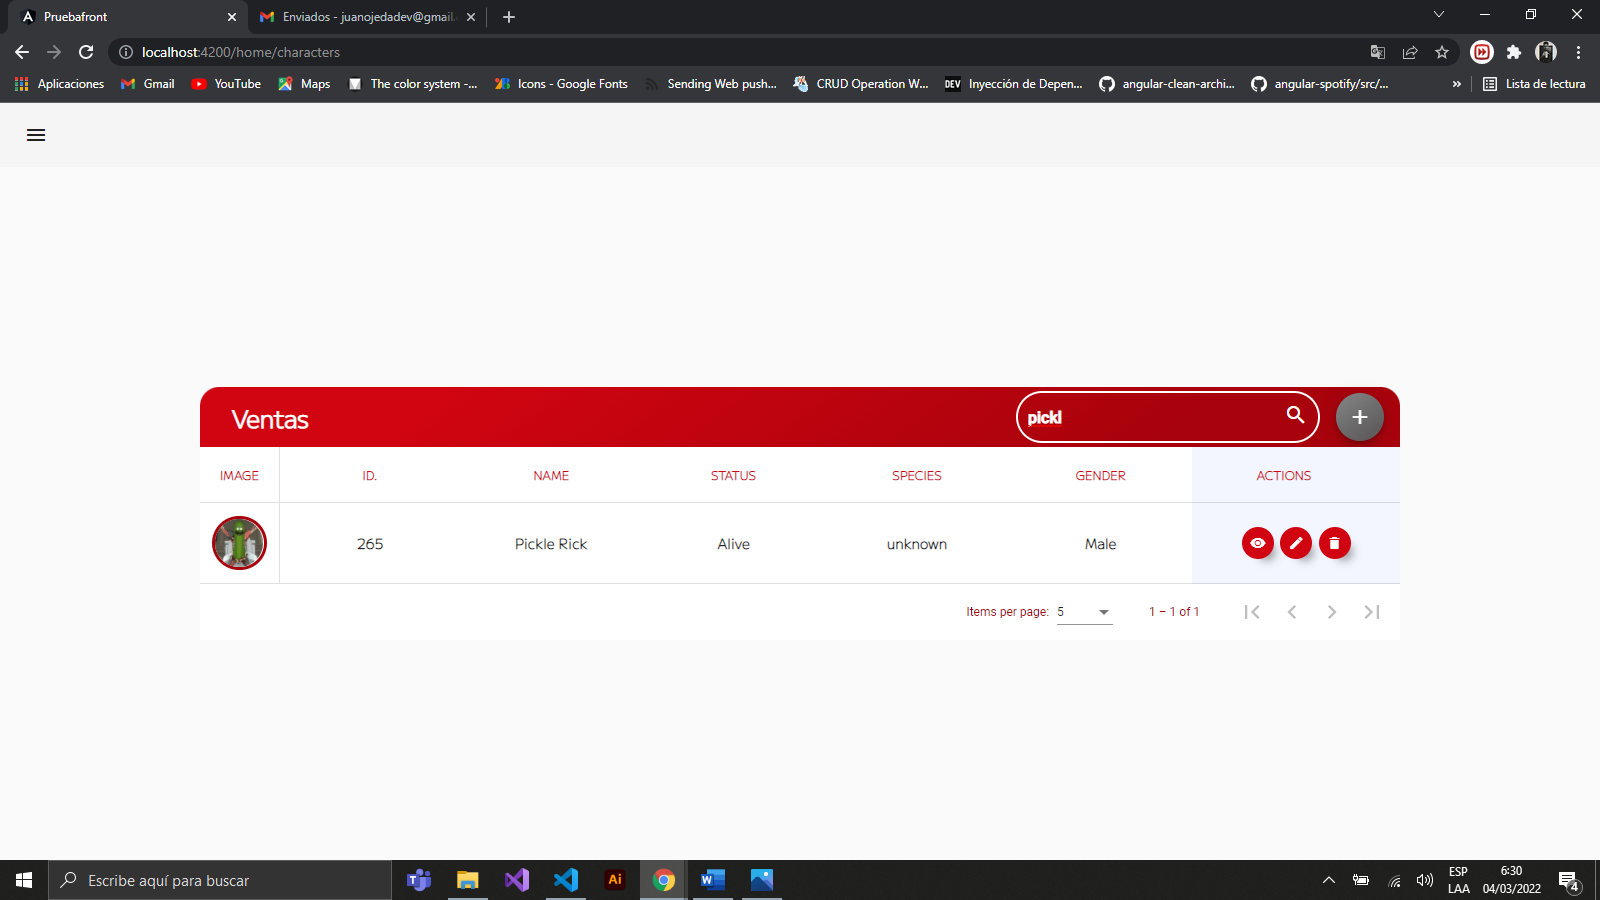 Pruebafront
Enviados - juanojedadev@gmail.
localhost:4200/home/characters
Aplicaciones Gmail YouTube Maps The color system -... Icons - Google Fonts Sending Web push... CRUD Operation W... DEV Inyección de Depen... angular-clean-archi... angular-spotify/src/... » Lista de lectura
Ventas
pickl
+
IMAGE ID. NAME STATUS SPECIES GENDER ACTIONS
265 Pickle Rick Alive unknown Male
Items per page: 5 1 – 1 of 1
Escribe aquí para buscar
Ai
ESP
LAA
6:30
04/03/2022
4